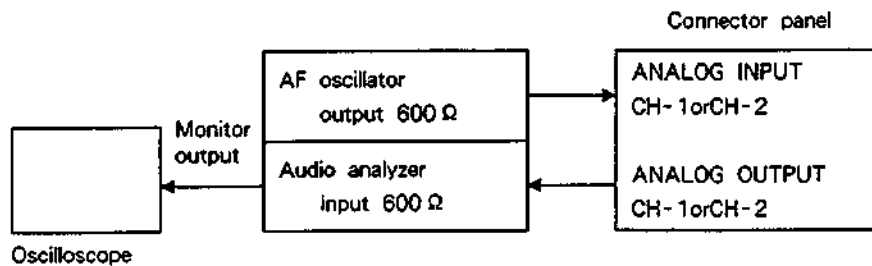 Connector panel
AF oscillator
output 600 Ω
ANALOG INPUT
CH-1orCH-2
Monitor
output
Audio analyzer
input 600 Ω
ANALOG OUTPUT
CH-1orCH-2
Oscilloscope